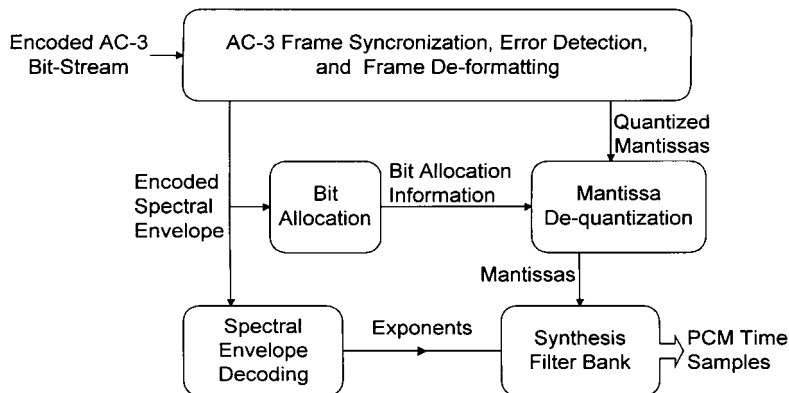 Encoded AC-3
Bit-Stream
AC-3 Frame Syncronization, Error Detection,
and Frame De-formatting
Quantized
Mantissas
Encoded
Spectral
Envelope
Bit
Allocation
Bit Allocation
Information
Mantissa
De-quantization
Mantissas
Spectral
Envelope
Decoding
Exponents
Synthesis
Filter Bank
PCM Time
Samples